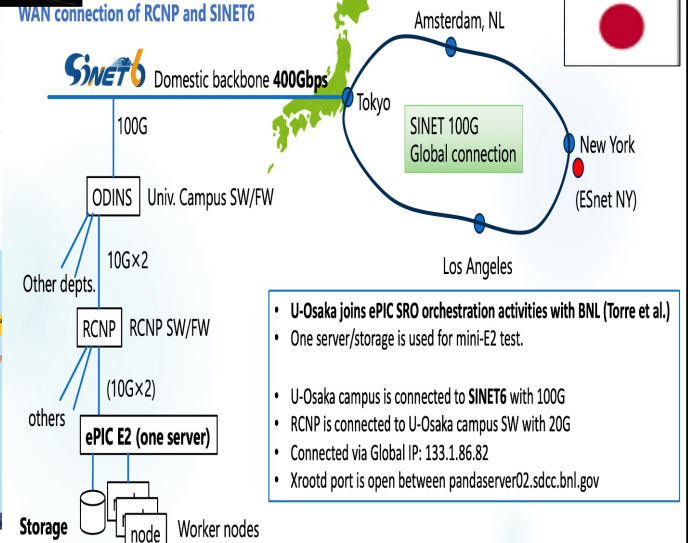 WAN connection of RCNP and SINET6
Amsterdam, NL
SINET6 Domestic backbone 400Gbps
Tokyo
100G
SINET 100G
Global connection
New York
(ESnet NY)
ODINS Univ. Campus SW/FW
10G×2
Other depts.
Los Angeles
RCNP RCNP SW/FW
(10G×2)
others
ePIC E2 (one server)
Storage
node
Worker nodes
• U-Osaka joins ePIC SRO orchestration activities with BNL (Torre et al.)
• One server/storage is used for mini-E2 test.
• U-Osaka campus is connected to SINET6 with 100G
• RCNP is connected to U-Osaka campus SW with 20G
• Connected via Global IP: 133.1.86.82
• Xrootd port is open between pandaserver02.sdcc.bnl.gov